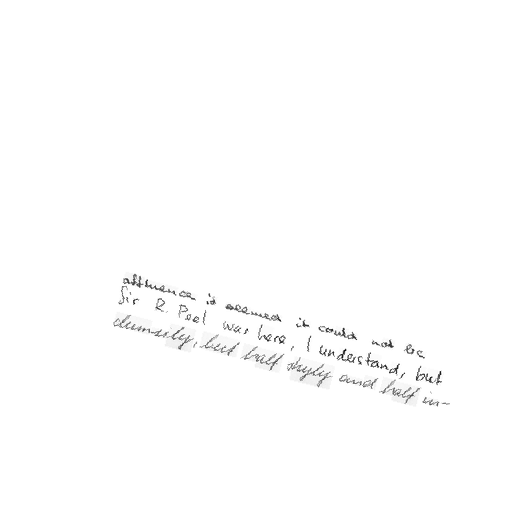 affluence it seemed it could not be
Sir R. Peel was here, I understand, but
clumsily, but half shyly and half in-